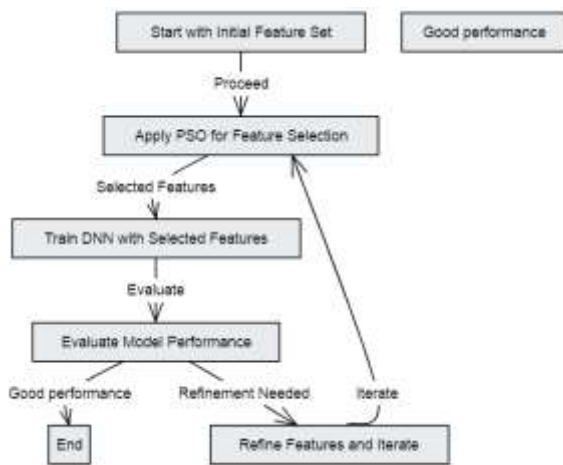 Start with Initial Feature Set
Good performance
Proceed
Apply PSO for Feature Selection
Selected Features
Train DNN with Selected Features
Evaluate
Evaluate Model Performance
Good performance
Refinement Needed
Iterate
End
Refine Features and Iterate